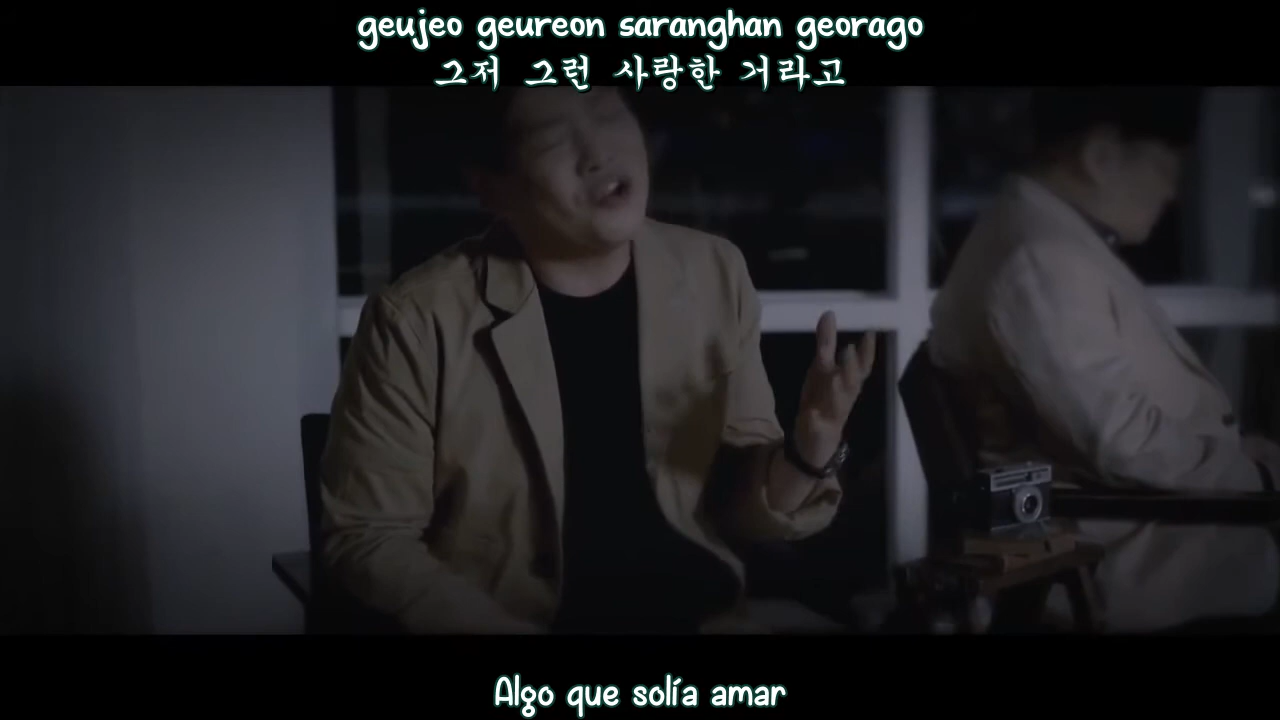 geujeo geureon saranghan georago
그저 그런 사랑한 거라고
Algo que solía amar